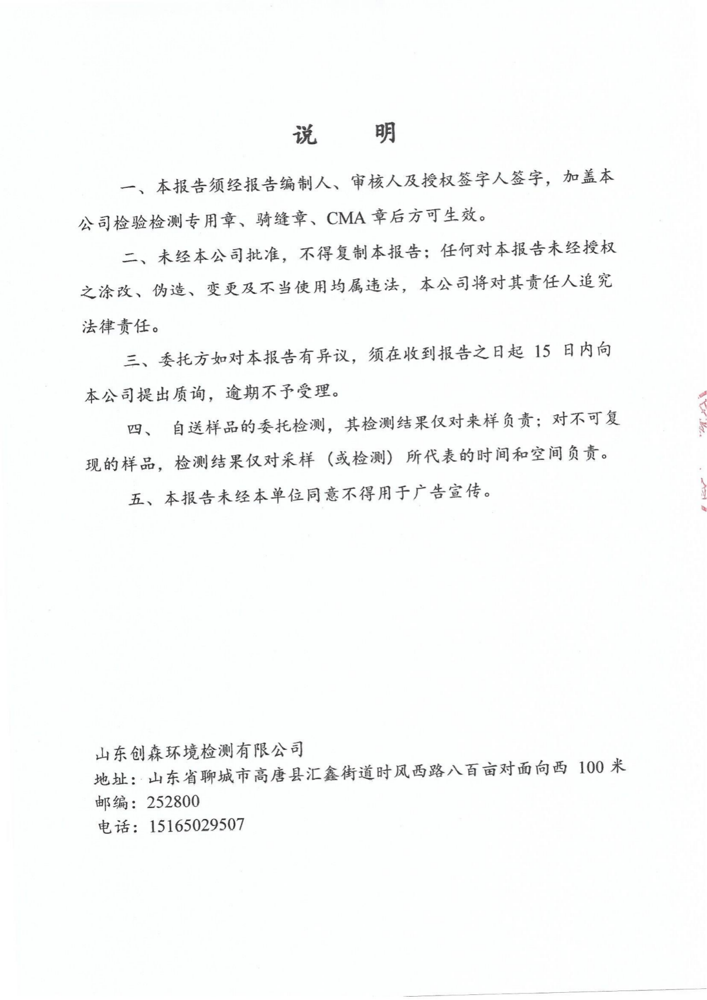 说 明
一、本报告须经报告编制人、审核人及授权签字人签字，加盖本
公司检验检测专用章、骑缝章、CMA 章后方可生效。
二、未经本公司批准，不得复制本报告；任何对本报告未经授权
之涂改、伪造、变更及不当使用均属违法，本公司将对其责任人追究
法律责任。
三、委托方如对本报告有异议，须在收到报告之日起 15 日内向
本公司提出质询，逾期不予受理。
四、 自送样品的委托检测，其检测结果仅对来样负责；对不可复
现的样品，检测结果仅对采样（或检测）所代表的时间和空间负责。
五、本报告未经本单位同意不得用于广告宣传。
山东创森环境检测有限公司
地址：山东省聊城市高唐县汇鑫街道时风西路八百亩对面向西 100 米
邮编：252800
电话：15165029507